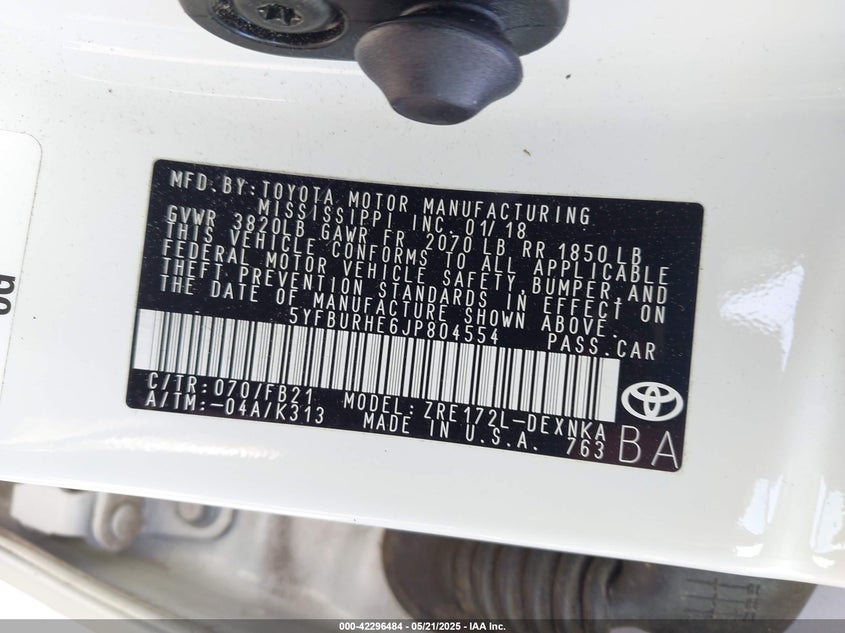 MFD. BY: TOYOTA MOTOR MANUFACTURING
MISSISSIPPI INC. 01/18
GVWR 3820LB GAWR FR 2070LB RR 1850LB
THIS VEHICLE CONFORMS TO ALL APPLICABLE
FEDERAL MOTOR VEHICLE SAFETY, BUMPER, AND
THEFT PREVENTION STANDARDS IN EFFECT ON
THE DATE OF MANUFACTURE SHOWN ABOVE.
5YFBURHE6JP804554 PASS. CAR
C/TR: 070/FB21 MODEL: ZRE172L-DEXNKA
A/TM: -04A/K313 MADE IN U.S.A. 763
BA
000-42296484 - 05/21/2025 - IAA Inc.